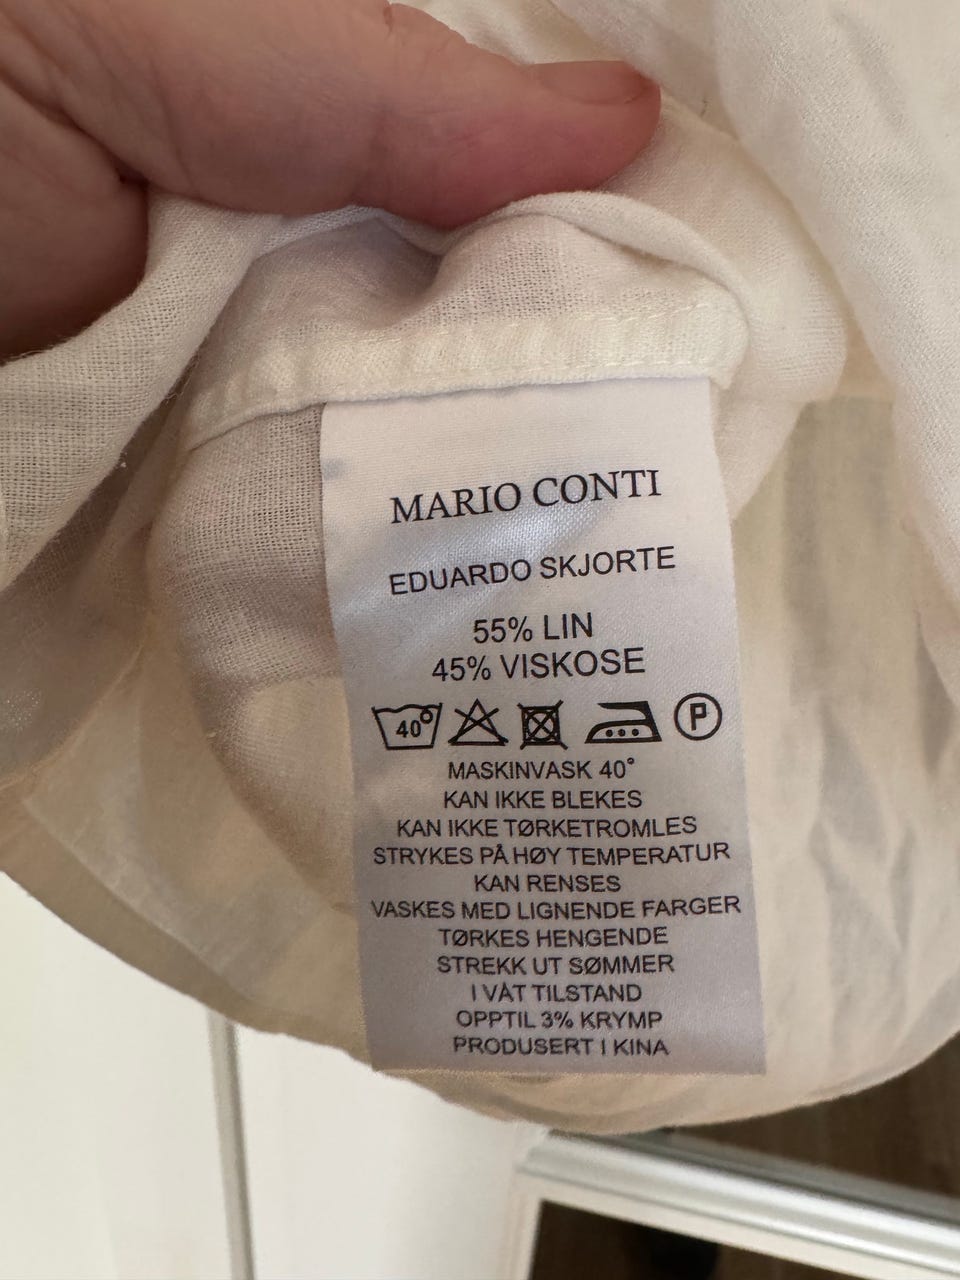 MARIO CONTI
EDUARDO SKJORTE
55% LIN
45% VISKOSE
40° P
MASKINVASK 40°
KAN IKKE BLEKES
KAN IKKE TØRKETROMLES
STRYKES PÅ HØY TEMPERATUR
KAN RENSES
VASKES MED LIGNENDE FARGER
TØRKES HENGENDE
STREKK UT SØMMER
I VÅT TILSTAND
OPPTIL 3% KRYMP
PRODUSERT I KINA